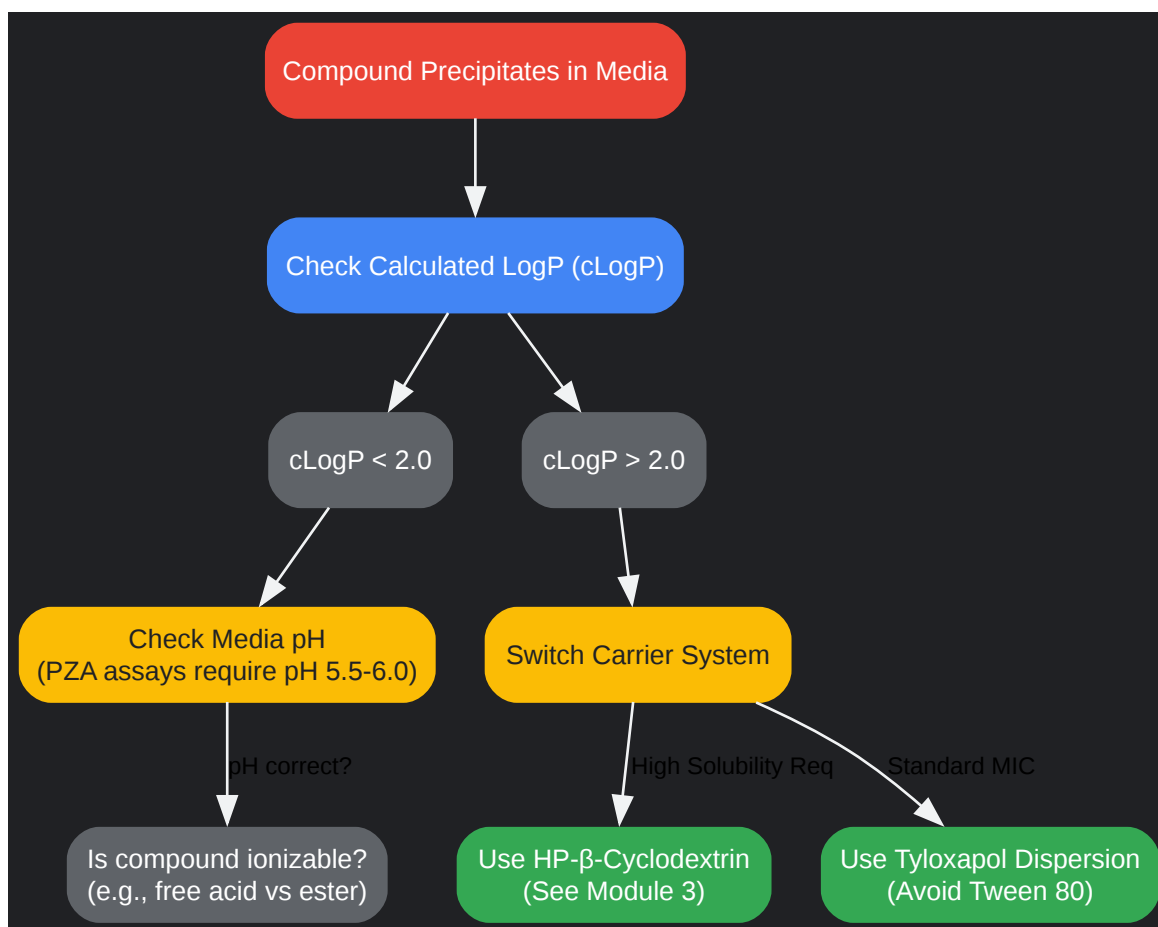 Compound Precipitates in Media
Check Calculated LogP (cLogP)
cLogP < 2.0
cLogP > 2.0
Check Media pH
(PZA assays require pH 5.5-6.0)
Switch Carrier System
pH correct?
High Solubility Req
Standard MIC
Is compound ionizable?
(e.g., free acid vs ester)
Use HP-β-Cyclodextrin
(See Module 3)
Use Tyloxapol Dispersion
(Avoid Tween 80)